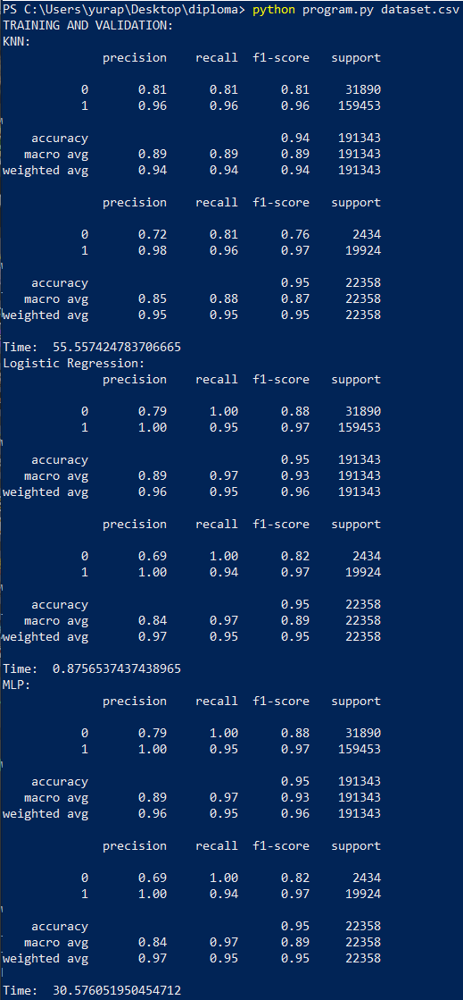 PS C:\Users\yurap\Desktop\diploma> python program.py dataset.csv
TRAINING AND VALIDATION:
KNN:
precision recall f1-score support
0 0.81 0.81 0.81 31890
1 0.96 0.96 0.96 159453
accuracy 0.94 191343
macro avg 0.89 0.89 0.89 191343
weighted avg 0.94 0.94 0.94 191343
precision recall f1-score support
0 0.72 0.81 0.76 2434
1 0.98 0.96 0.97 19924
accuracy 0.95 22358
macro avg 0.85 0.88 0.87 22358
weighted avg 0.95 0.95 0.95 22358
Time: 55.557424783706665
Logistic Regression:
precision recall f1-score support
0 0.79 1.00 0.88 31890
1 1.00 0.95 0.97 159453
accuracy 0.95 191343
macro avg 0.89 0.97 0.93 191343
weighted avg 0.96 0.95 0.96 191343
precision recall f1-score support
0 0.69 1.00 0.82 2434
1 1.00 0.94 0.97 19924
accuracy 0.95 22358
macro avg 0.84 0.97 0.89 22358
weighted avg 0.97 0.95 0.95 22358
Time: 0.8756537437438965
MLP:
precision recall f1-score support
0 0.79 1.00 0.88 31890
1 1.00 0.95 0.97 159453
accuracy 0.95 191343
macro avg 0.89 0.97 0.93 191343
weighted avg 0.96 0.95 0.96 191343
precision recall f1-score support
0 0.69 1.00 0.82 2434
1 1.00 0.94 0.97 19924
accuracy 0.95 22358
macro avg 0.84 0.97 0.89 22358
weighted avg 0.97 0.95 0.95 22358
Time: 30.576051950454712